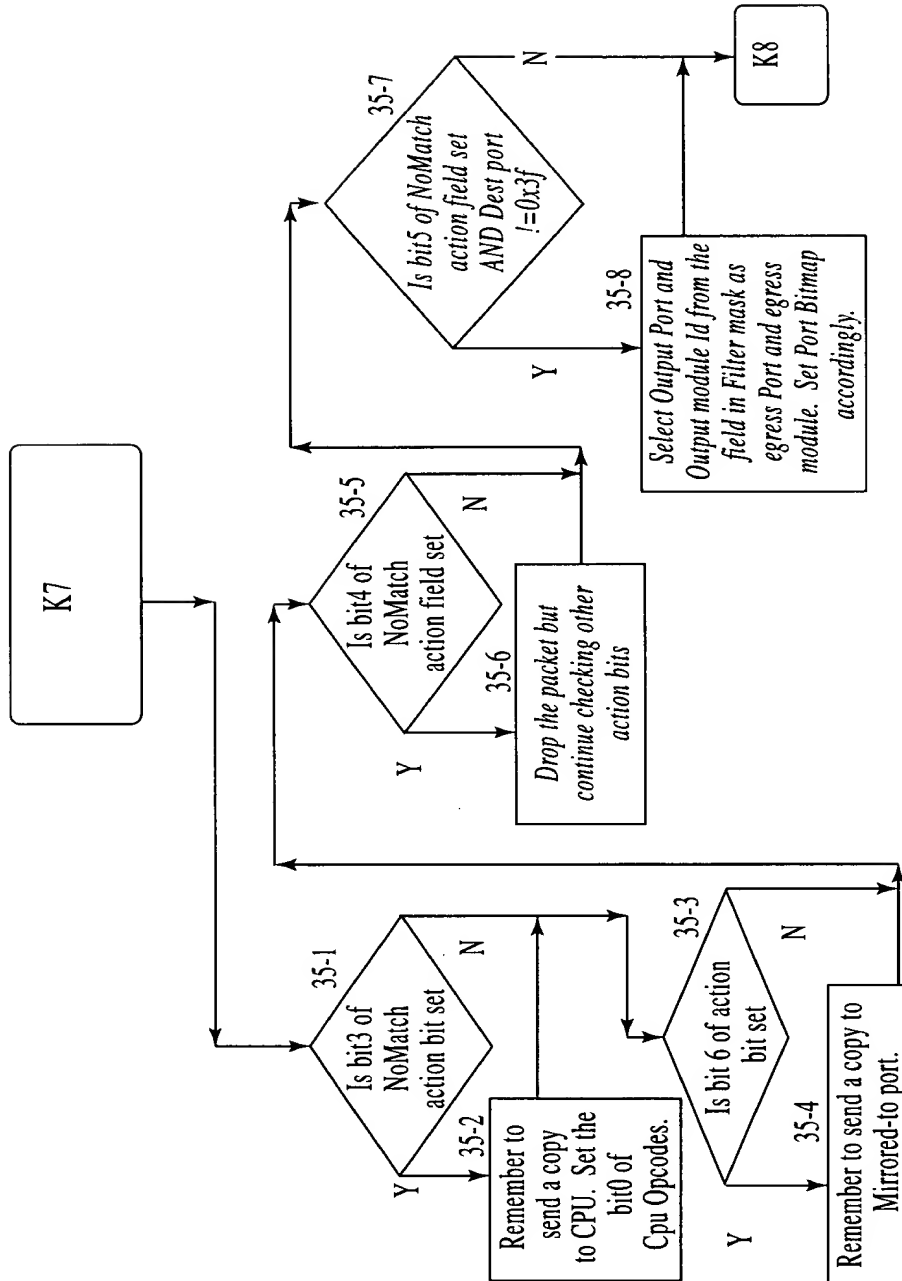 K7
35-1
Is bit3 of
NoMatch
action bit set
Y
N
35-2
Remember to
send a copy
to CPU. Set the
bit0 of
Cpu Opcodes.
35-3
Is bit 6 of action
bit set
Y
N
35-4
Remember to send a copy to
Mirrored-to port.
35-5
Is bit4 of
NoMatch
action field set
Y
N
35-6
Drop the packet but
continue checking other
action bits
35-7
Is bit5 of NoMatch
action field set
AND Dest port
!=0x3f
Y
N
35-8
Select Output Port and
Output module Id from the
field in Filter mask as
egress Port and egress
module. Set Port Bitmap
accordingly.
K8